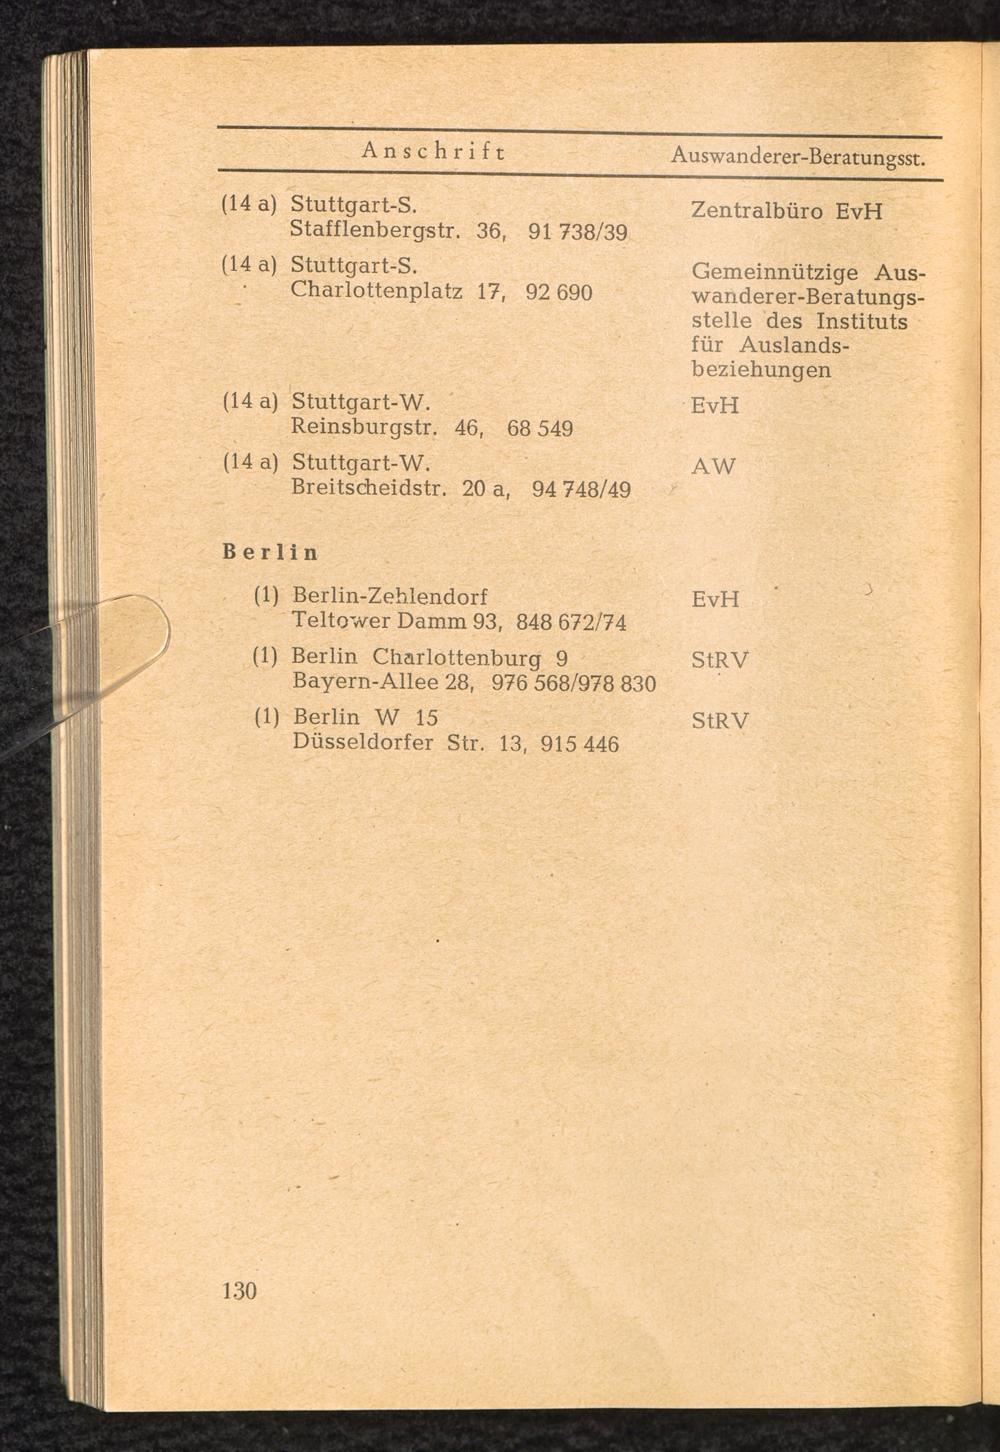 Anschrift Auswanderer-Beratungsst.
(14 a) Stuttgart-S. Zentralbüro EvH
Stafflenbergstr. 36, 91 738/39
(14 a) Stuttgart-S. Gemeinnützige Aus-
Charlottenplatz 17, 92 690 wanderer-Beratungs-
stelle des Instituts
für Auslands-
beziehungen
(14 a) Stuttgart-W. EvH
Reinsburgstr. 46, 68 549
(14 a) Stuttgart-W. AW
Breitscheidstr. 20 a, 94 748/49
Berlin
(1) Berlin-Zehlendorf EvH
Teltower Damm 93, 848 672/74
(1) Berlin Charlottenburg 9 StRV
Bayern-Allee 28, 976 568/978 830
(1) Berlin W 15 StRV
Düsseldorfer Str. 13, 915 446
130